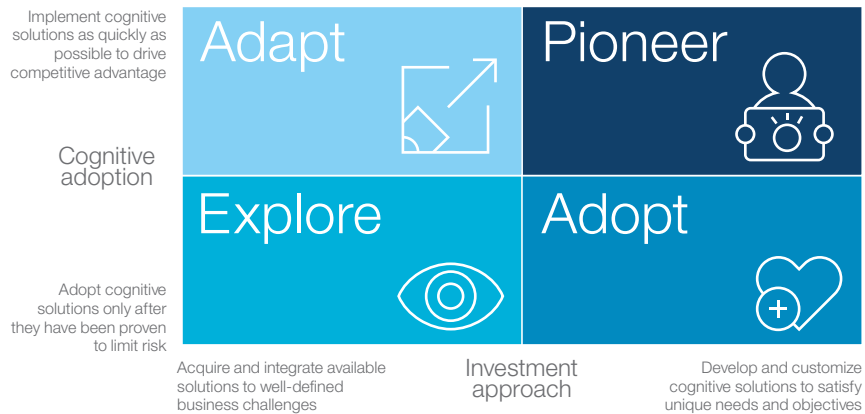 Implement cognitive
solutions as quickly as
possible to drive
competitive advantage
Adapt
Pioneer
Cognitive
adoption
Explore
Adopt
Adopt cognitive
solutions only after
they have been proven
to limit risk
Acquire and integrate available
solutions to well-defined
business challenges
Investment
approach
Develop and customize
cognitive solutions to satisfy
unique needs and objectives